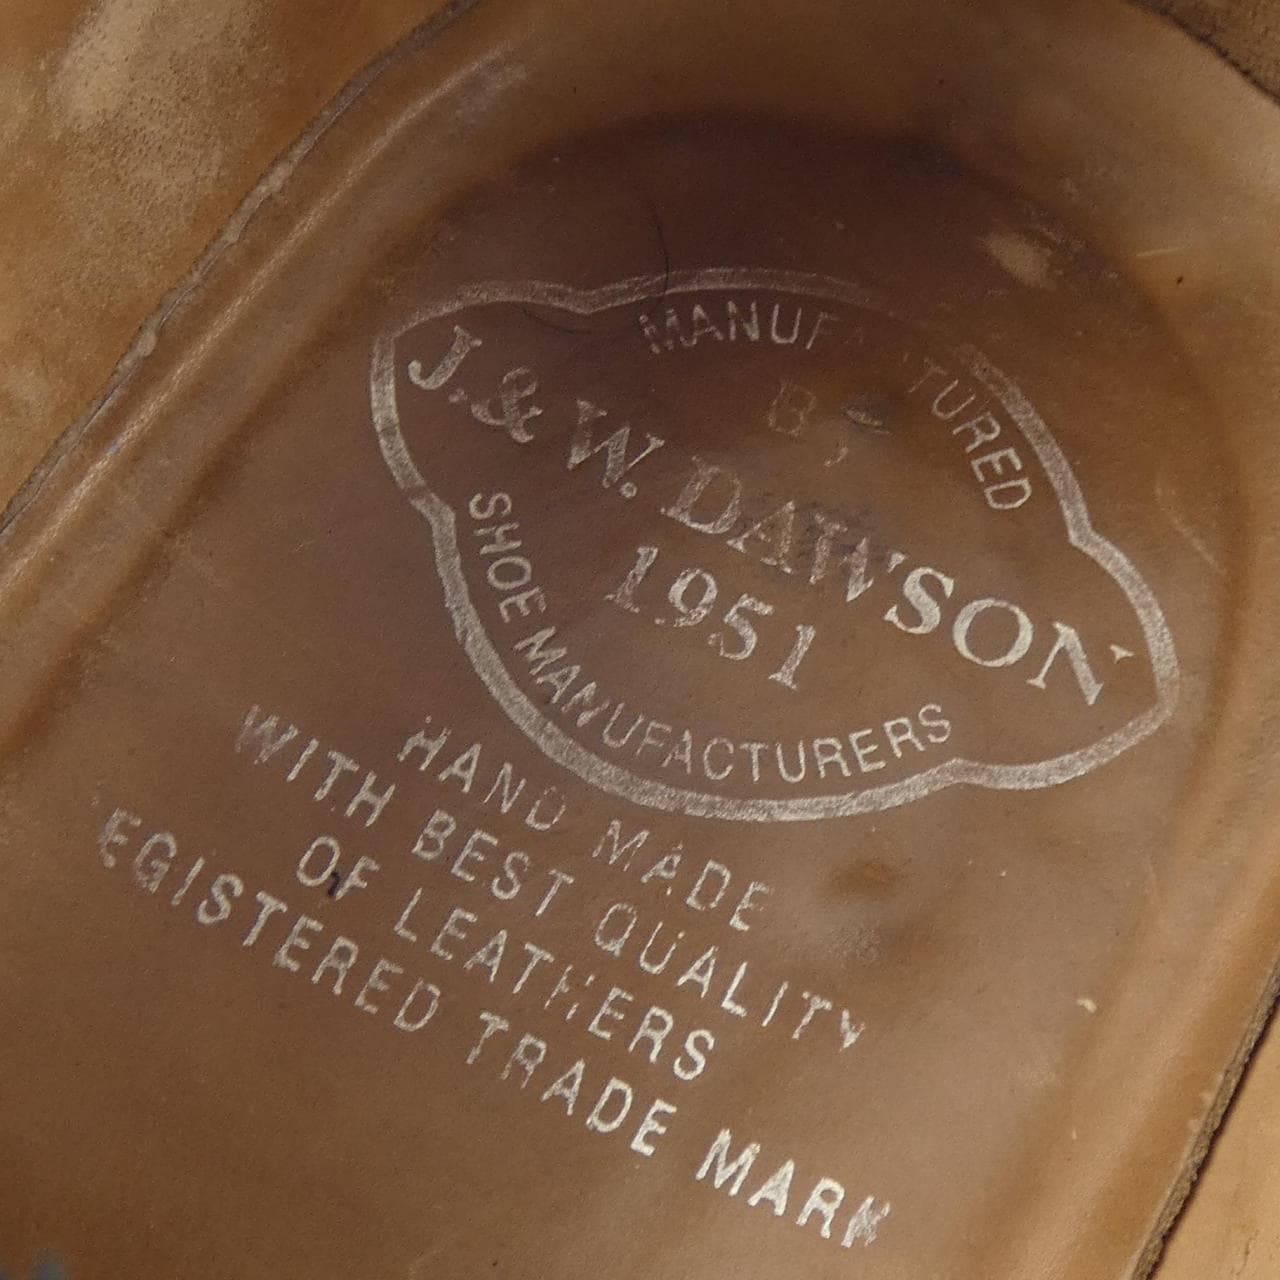 MANUFACTURED
BY
J. & W. DAWSON
1951
SHOE MANUFACTURERS
HAND MADE
WITH BEST QUALITY
OF LEATHERS
EGISTERED TRADE MARK